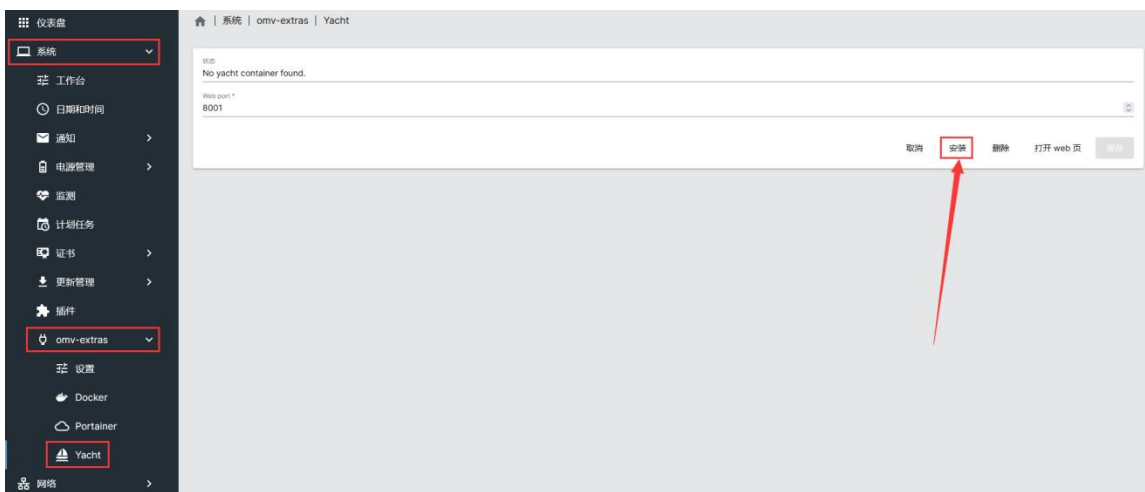 仪表盘
系统
工作台
日期和时间
通知
电源管理
监测
计划任务
证书
更新管理
插件
omv-extras
设置
Docker
Portainer
Yacht
网络
| 系统 | omv-extras | Yacht
状态
No yacht container found.
Web port *
8001
取消 安装 删除 打开 web 页 保存